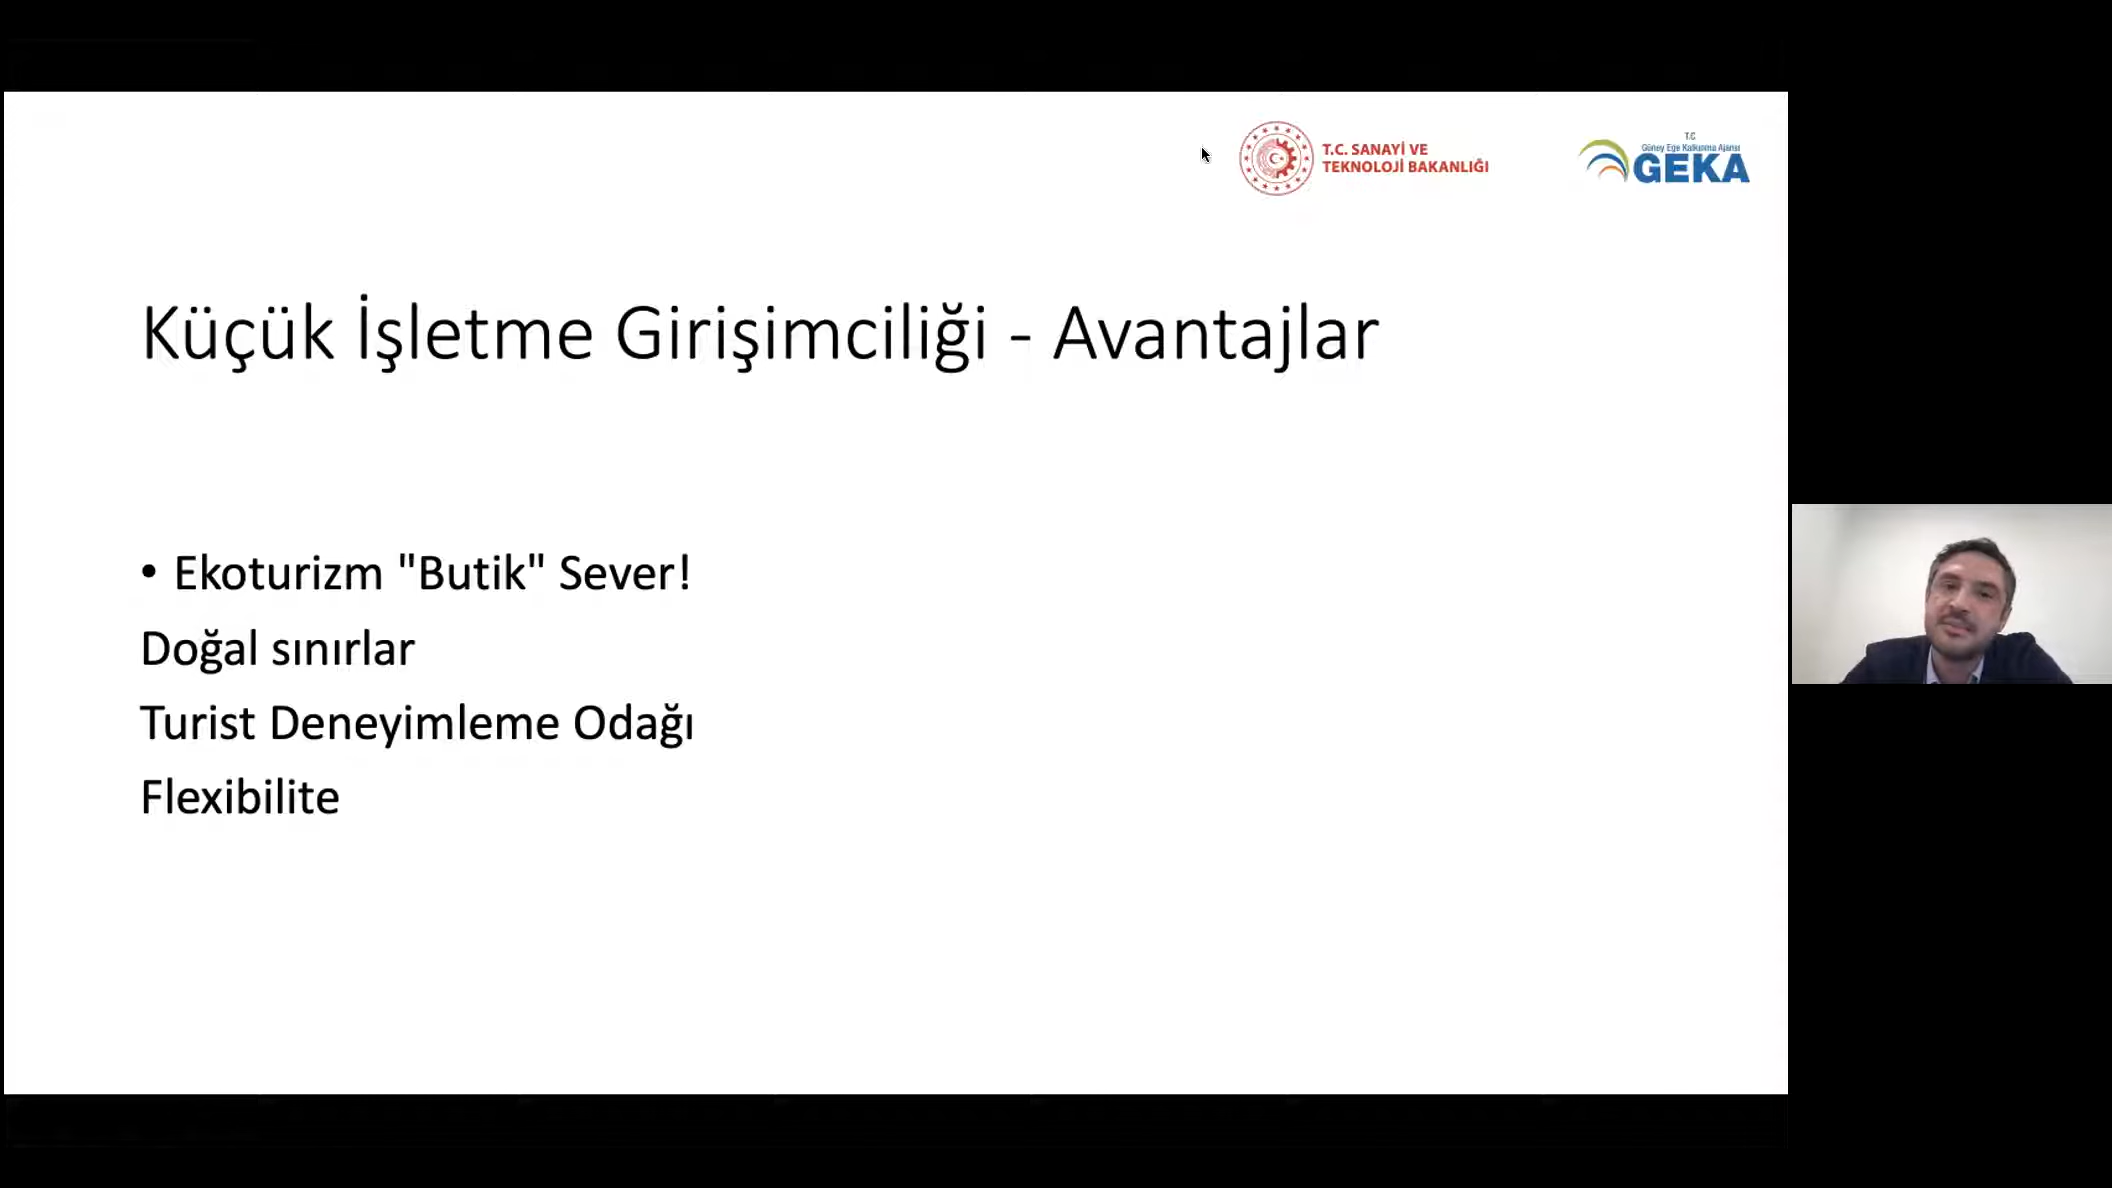 T.C. SANAYİ VE
TEKNOLOJİ BAKANLIĞI
T.C
Güney Ege Kalkınma Ajansı
GEKA
Küçük İşletme Girişimciliği - Avantajlar
• Ekoturizm "Butik" Sever!
Doğal sınırlar
Turist Deneyimleme Odağı
Flexibilite